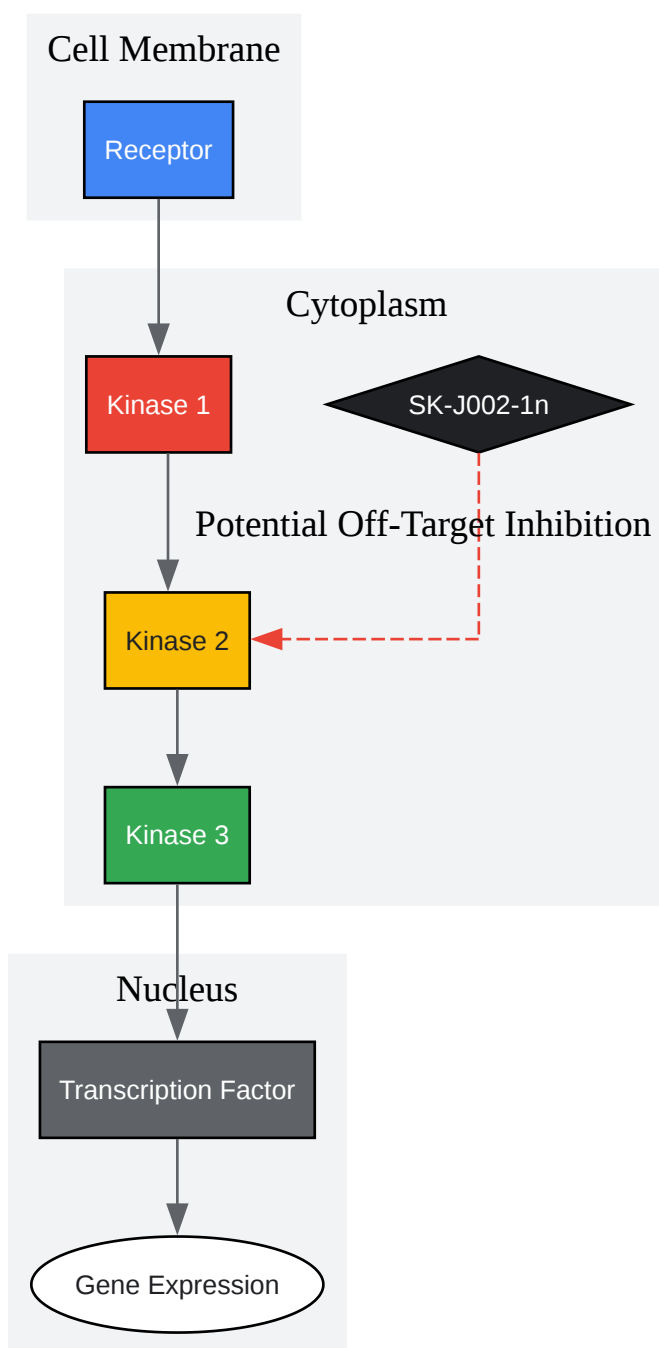 Cell Membrane
Receptor
Cytoplasm
Kinase 1
SK-J002-1n
Potential Off-Target Inhibition
Kinase 2
Kinase 3
Nucleus
Transcription Factor
Gene Expression